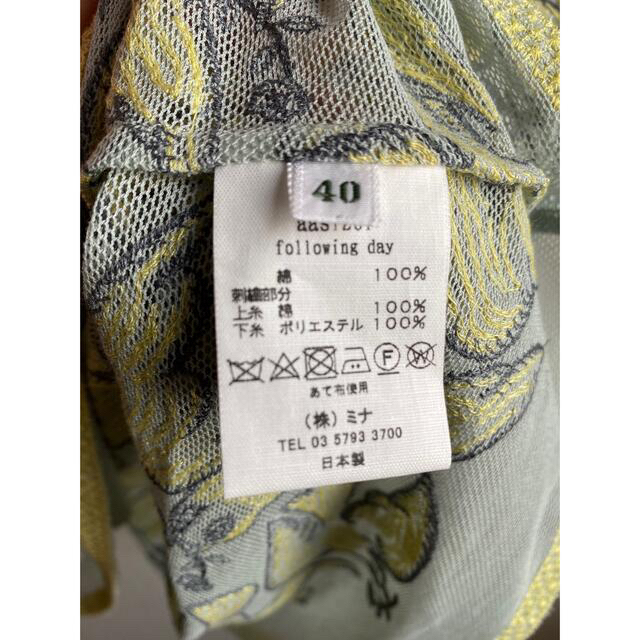 40
following day
綿 100%
刺繍部分
上糸 綿 100%
下糸 ポリエステル 100%
F W
あて布使用
(株) ミナ
TEL 03 5793 3700
日本製